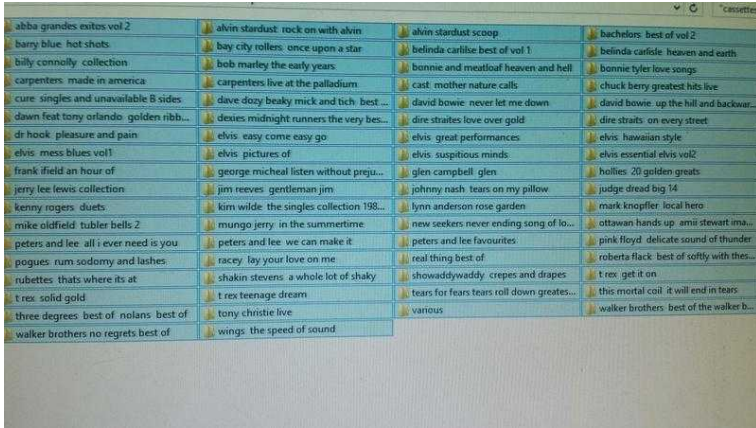 "cassettes
abba grandes exitos vol 2
alvin stardust rock on with alvin
alvin stardust scoop
bachelors best of vol 2
barry blue hot shots
bay city rollers once upon a star
belinda carlilse best of vol 1
belinda carlisle heaven and earth
billy connolly collection
bob marley the early years
bonnie and meatloaf heaven and hell
bonnie tyler love songs
carpenters made in america
carpenters live at the palladium
cast mother nature calls
chuck berry greatest hits live
cure singles and unavailable B sides
dave dozy beaky mick and tich best ...
david bowie never let me down
david bowie up the hill and backwar...
dawn feat tony orlando golden ribb...
dexies midnight runners the very bes...
dire straites love over gold
dire straits on every street
dr hook pleasure and pain
elvis easy come easy go
elvis great performances
elvis hawaiian style
elvis mess blues vol1
elvis pictures of
elvis suspitious minds
elvis essential elvis vol2
frank ifield an hour of
george micheal listen without preju...
glen campbell glen
hollies 20 golden greats
jerry lee lewis collection
jim reeves gentleman jim
johnny nash tears on my pillow
judge dread big 14
kenny rogers duets
kim wilde the singles collection 198...
lynn anderson rose garden
mark knopfler local hero
mike oldfield tubler bells 2
mungo jerry in the summertime
new seekers never ending song of lo...
ottawan hands up amii stewart ima...
peters and lee all i ever need is you
peters and lee we can make it
peters and lee favourites
pink floyd delicate sound of thunder
pogues rum sodomy and lashes
racey lay your love on me
real thing best of
roberta flack best of softly with thes...
rubettes thats where its at
shakin stevens a whole lot of shaky
showaddywaddy crepes and drapes
t rex get it on
t rex solid gold
t rex teenage dream
tears for fears tears roll down greates...
this mortal coil it will end in tears
three degrees best of nolans best of
tony christie live
various
walker brothers best of the walker b...
walker brothers no regrets best of
wings the speed of sound